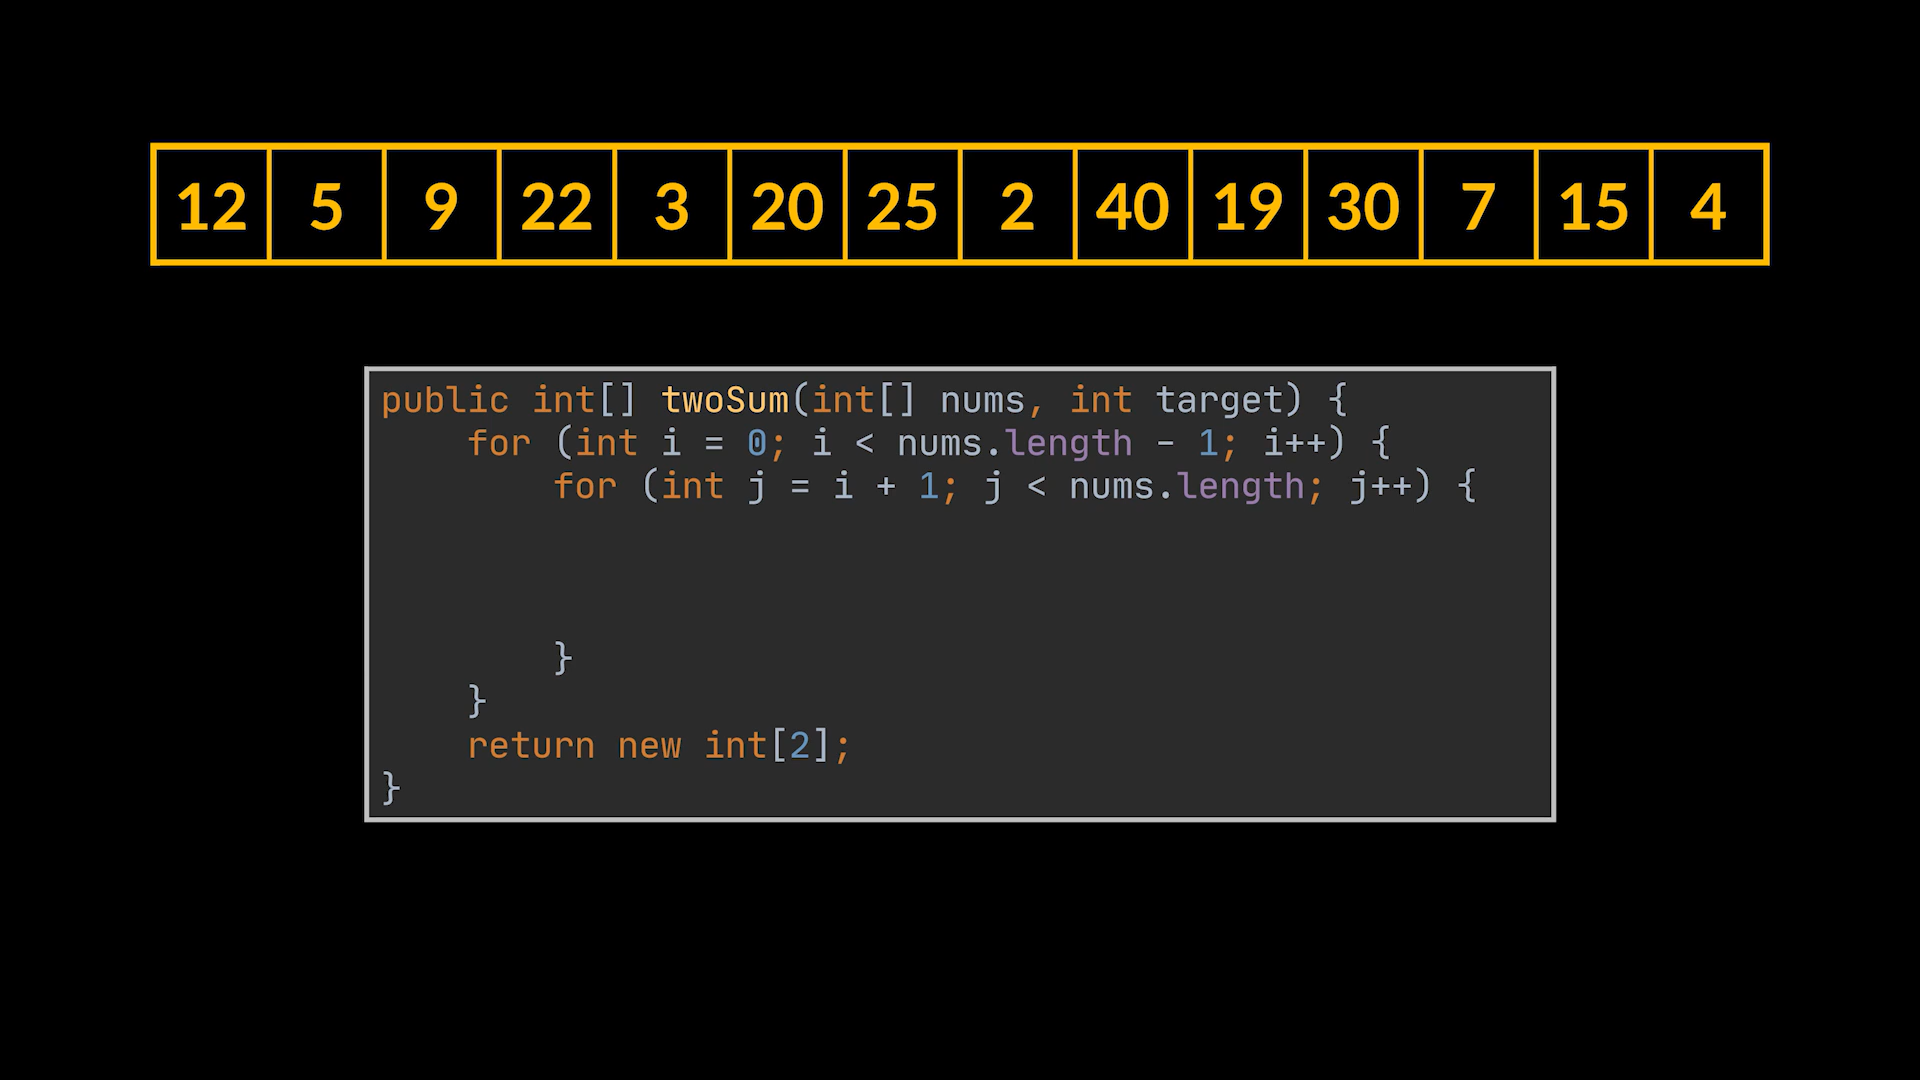 12 5 9 22 3 20 25 2 40 19 30 7 15 4
public int[] twoSum(int[] nums, int target) {
    for (int i = 0; i < nums.length - 1; i++) {
        for (int j = i + 1; j < nums.length; j++) {
        }
    }
    return new int[2];
}